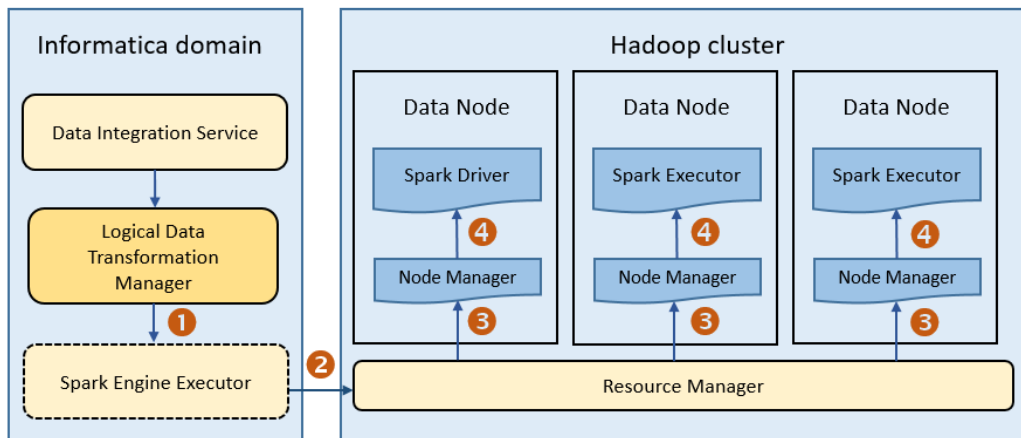 Informatica domain
Data Integration Service
Logical Data
Transformation
Manager
1
Spark Engine Executor
2
Hadoop cluster
Data Node
Spark Driver
4
Node Manager
3
Data Node
Spark Executor
4
Node Manager
3
Data Node
Spark Executor
4
Node Manager
3
Resource Manager